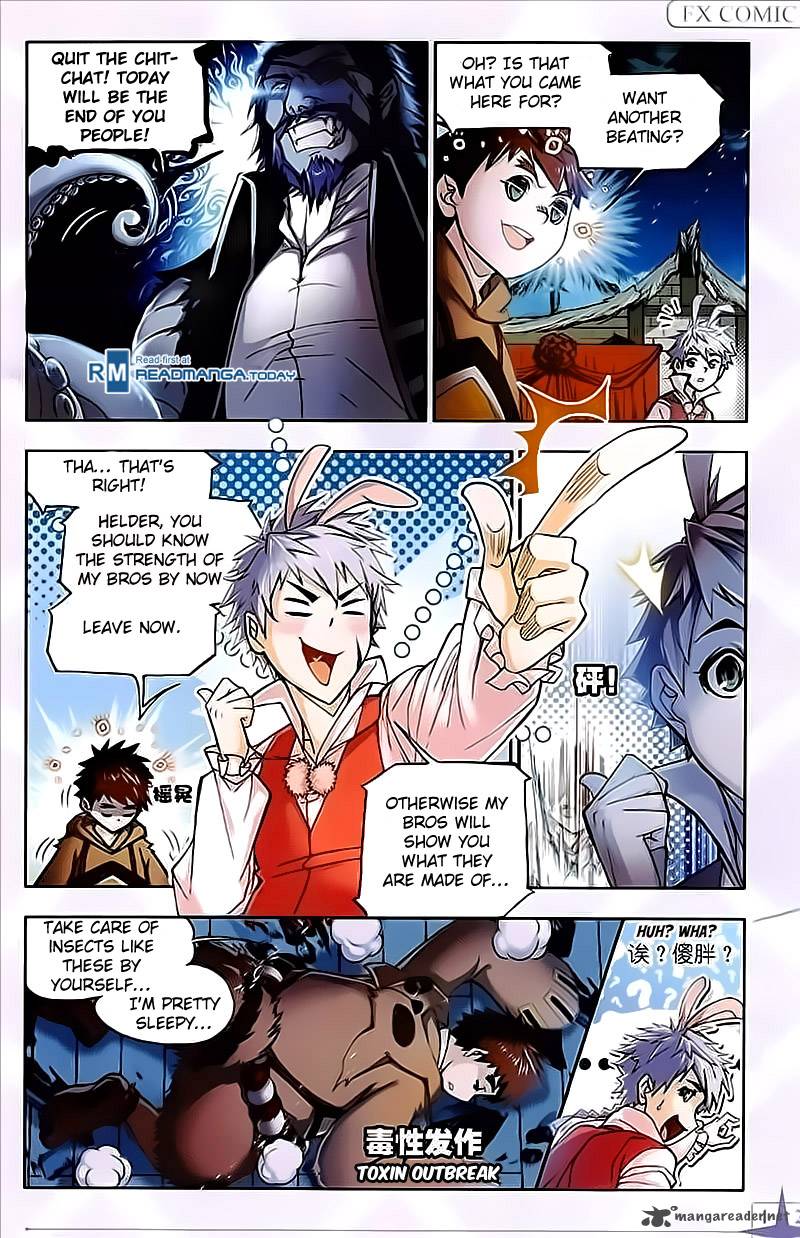 FX COMIC
QUIT THE CHIT-
CHAT! TODAY
WILL BE THE
END OF YOU
PEOPLE!
OH? IS THAT
WHAT YOU CAME
HERE FOR?
WANT
ANOTHER
BEATING?
Read-first at
RM READMANGA.TODAY
THA... THAT'S
RIGHT!
HELDER, YOU
SHOULD KNOW
THE STRENGTH OF
MY BROS BY NOW
LEAVE NOW.
摇晃
砰!
OTHERWISE MY
BROS WILL
SHOW YOU
WHAT THEY
ARE MADE OF...
TAKE CARE OF
INSECTS LIKE
THESE BY
YOURSELF...
I'M PRETTY
SLEEPY...
HUH? WHA?
诶？傻胖？
毒性发作
TOXIN OUTBREAK
mangareader.net